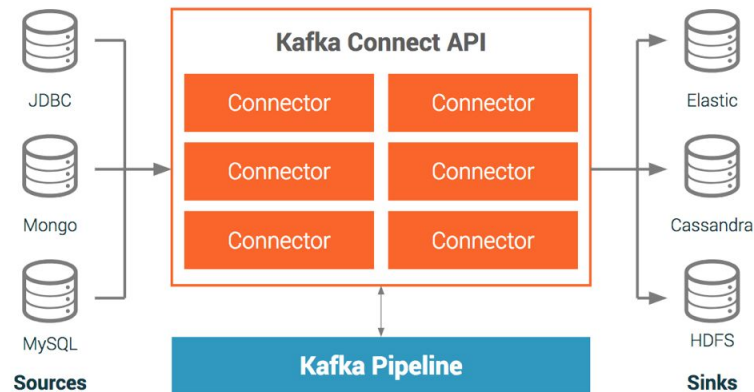 Kafka Connect API
JDBC
Connector Connector
Elastic
Mongo
Connector Connector
Cassandra
MySQL
Connector Connector
HDFS
Sources
Kafka Pipeline
Sinks